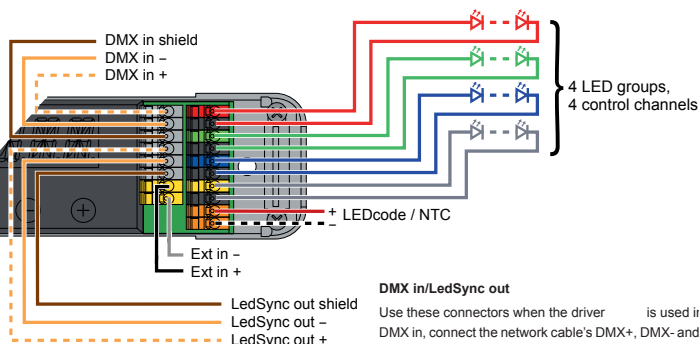 DMX in shield
DMX in –
DMX in +
4 LED groups,
4 control channels
+ LEDcode / NTC
–
Ext in –
Ext in +
LedSync out shield
LedSync out –
LedSync out +
DMX in/LedSync out
Use these connectors when the driver is used in
DMX in, connect the network cable's DMX+, DMX- and